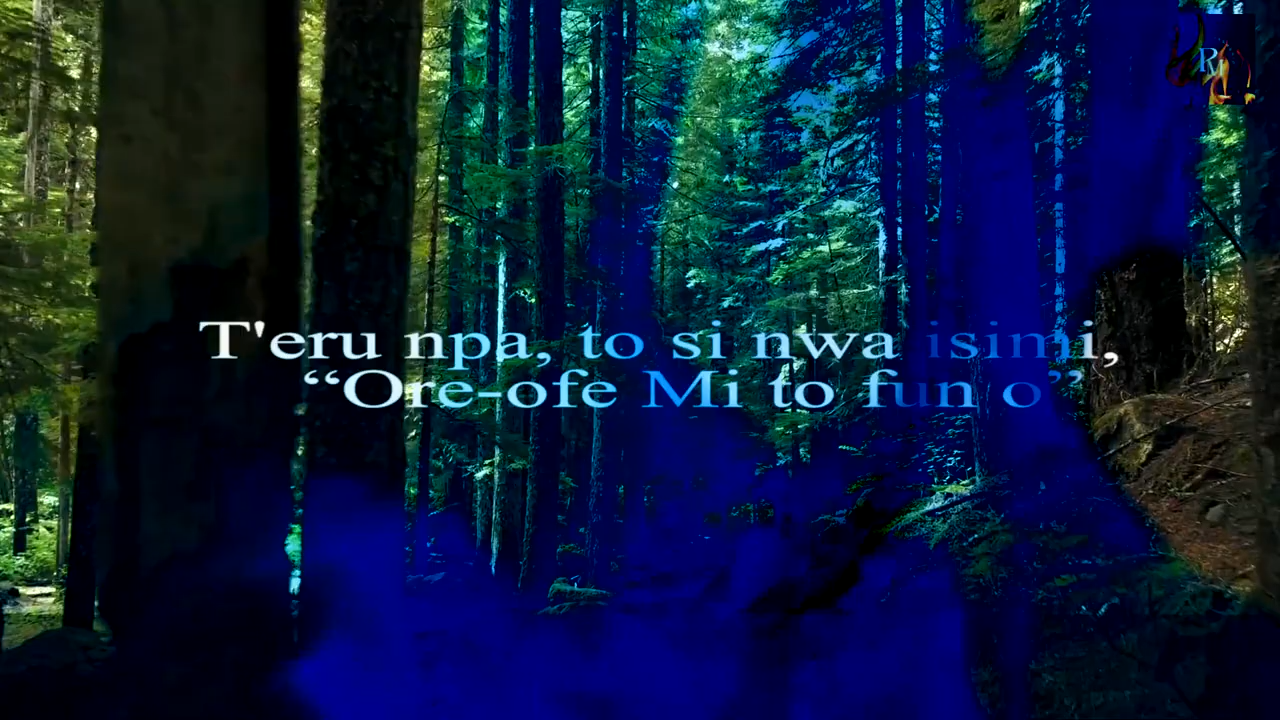 T'eru npa, to si nwa isimi,
“Ore-ofe Mi to fun o”